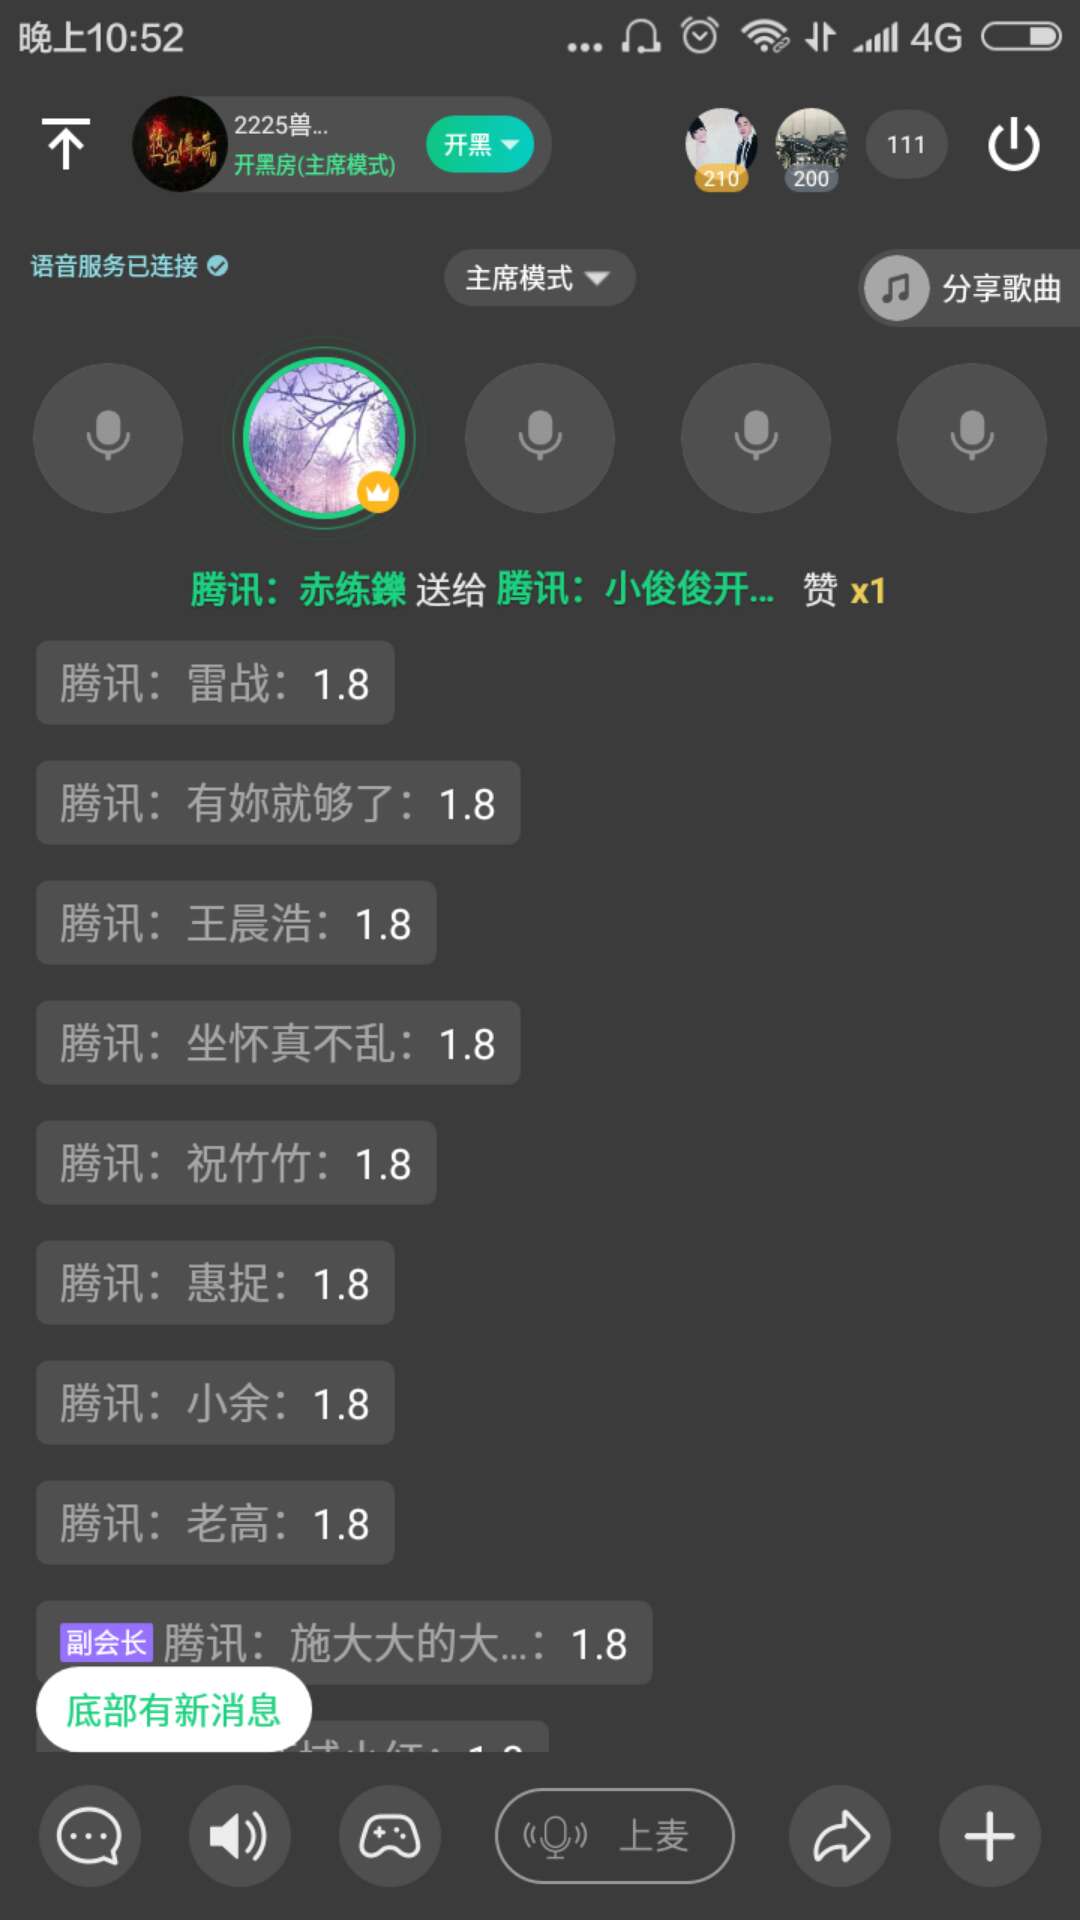 晚上10:52
4G
热血传奇
2225兽...
开黑房(主席模式)
开黑
210
200
111
语音服务已连接
主席模式
分享歌曲
腾讯：赤练鑠 送给 腾讯：小俊俊开... 赞 x1
腾讯：雷战：1.8
腾讯：有妳就够了：1.8
腾讯：王晨浩：1.8
腾讯：坐怀真不乱：1.8
腾讯：祝竹竹：1.8
腾讯：惠捉：1.8
腾讯：小余：1.8
腾讯：老高：1.8
副会长 腾讯：施大大的大...：1.8
底部有新消息
上麦